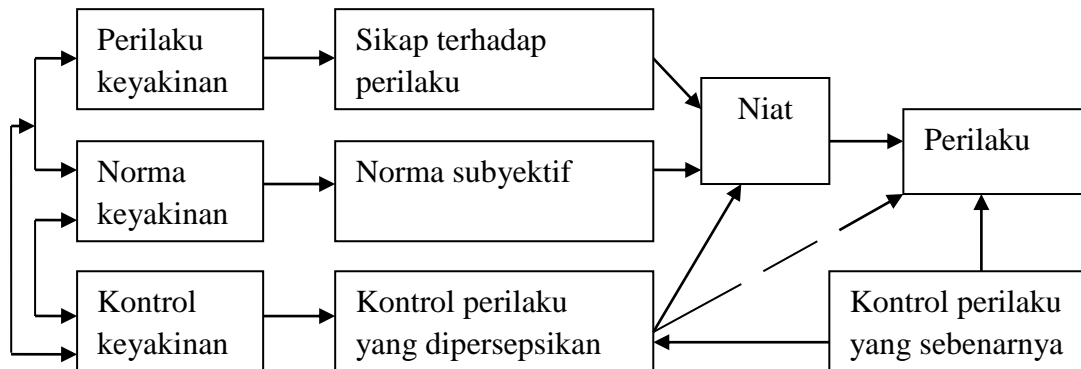 Perilaku
keyakinan
Sikap terhadap
perilaku
Niat
Perilaku
Norma
keyakinan
Norma subyektif
Kontrol
keyakinan
Kontrol perilaku
yang dipersepsikan
Kontrol perilaku
yang sebenarnya